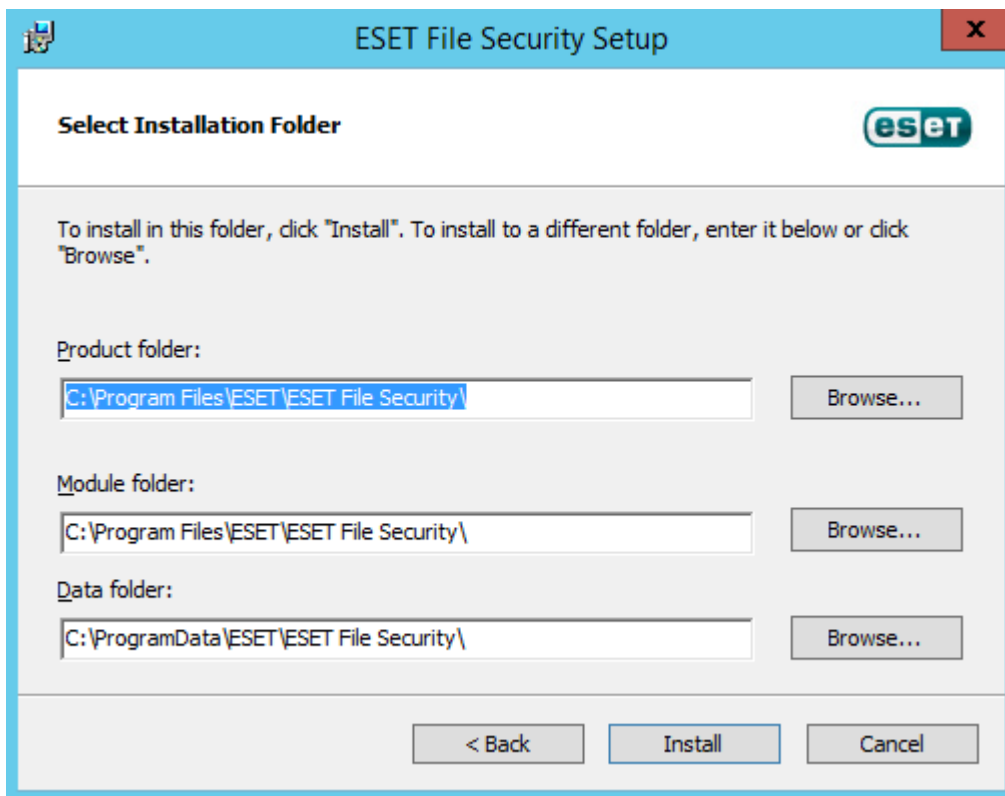 ESET File Security Setup
x
Select Installation Folder
eseT
To install in this folder, click "Install". To install to a different folder, enter it below or click
"Browse".
Product folder:
C:\Program Files\ESET\ESET File Security\
Browse...
Module folder:
C:\Program Files\ESET\ESET File Security\
Browse...
Data folder:
C:\ProgramData\ESET\ESET File Security\
Browse...
< Back
Install
Cancel